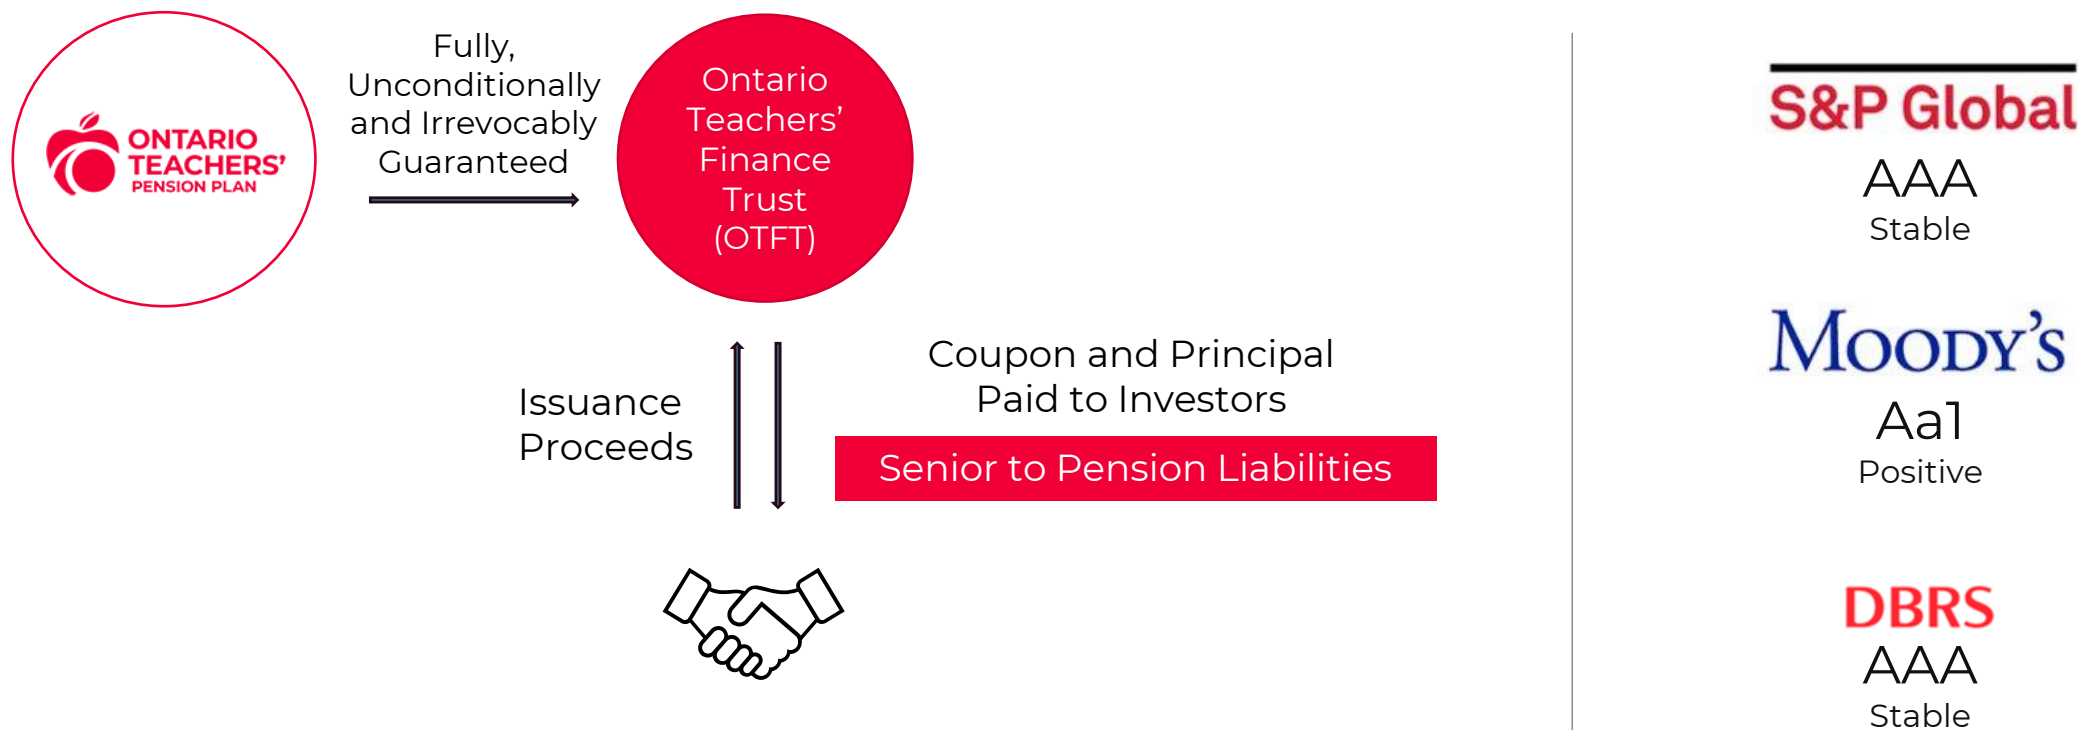 ONTARIO
TEACHERS’
PENSION PLAN
Fully,
Unconditionally
and Irrevocably
Guaranteed
Ontario
Teachers’
Finance
Trust
(OTFT)
Issuance
Proceeds
Coupon and Principal
Paid to Investors
Senior to Pension Liabilities
S&P Global
AAA
Stable
MOODY’S
Aa1
Positive
DBRS
AAA
Stable